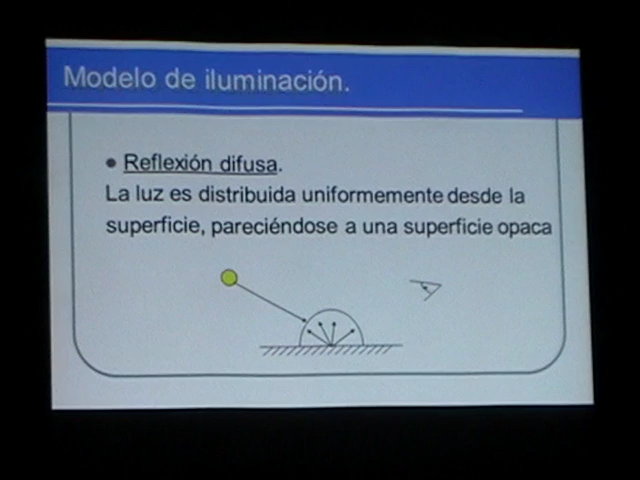 Modelo de iluminación.
● Reflexión difusa.
La luz es distribuida uniformemente desde la
superficie, pareciéndose a una superficie opaca